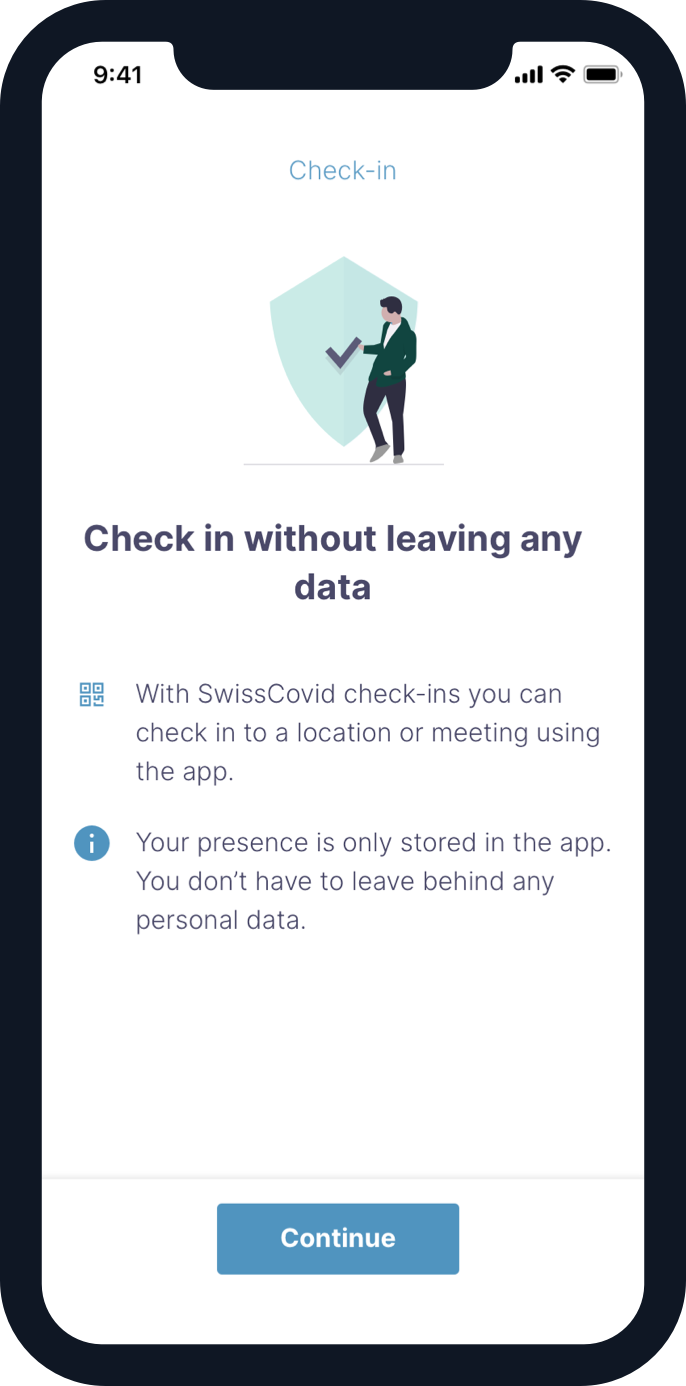 9:41
Check-in
Check in without leaving any
data
With SwissCovid check-ins you can
check in to a location or meeting using
the app.
Your presence is only stored in the app.
You don’t have to leave behind any
personal data.
Continue